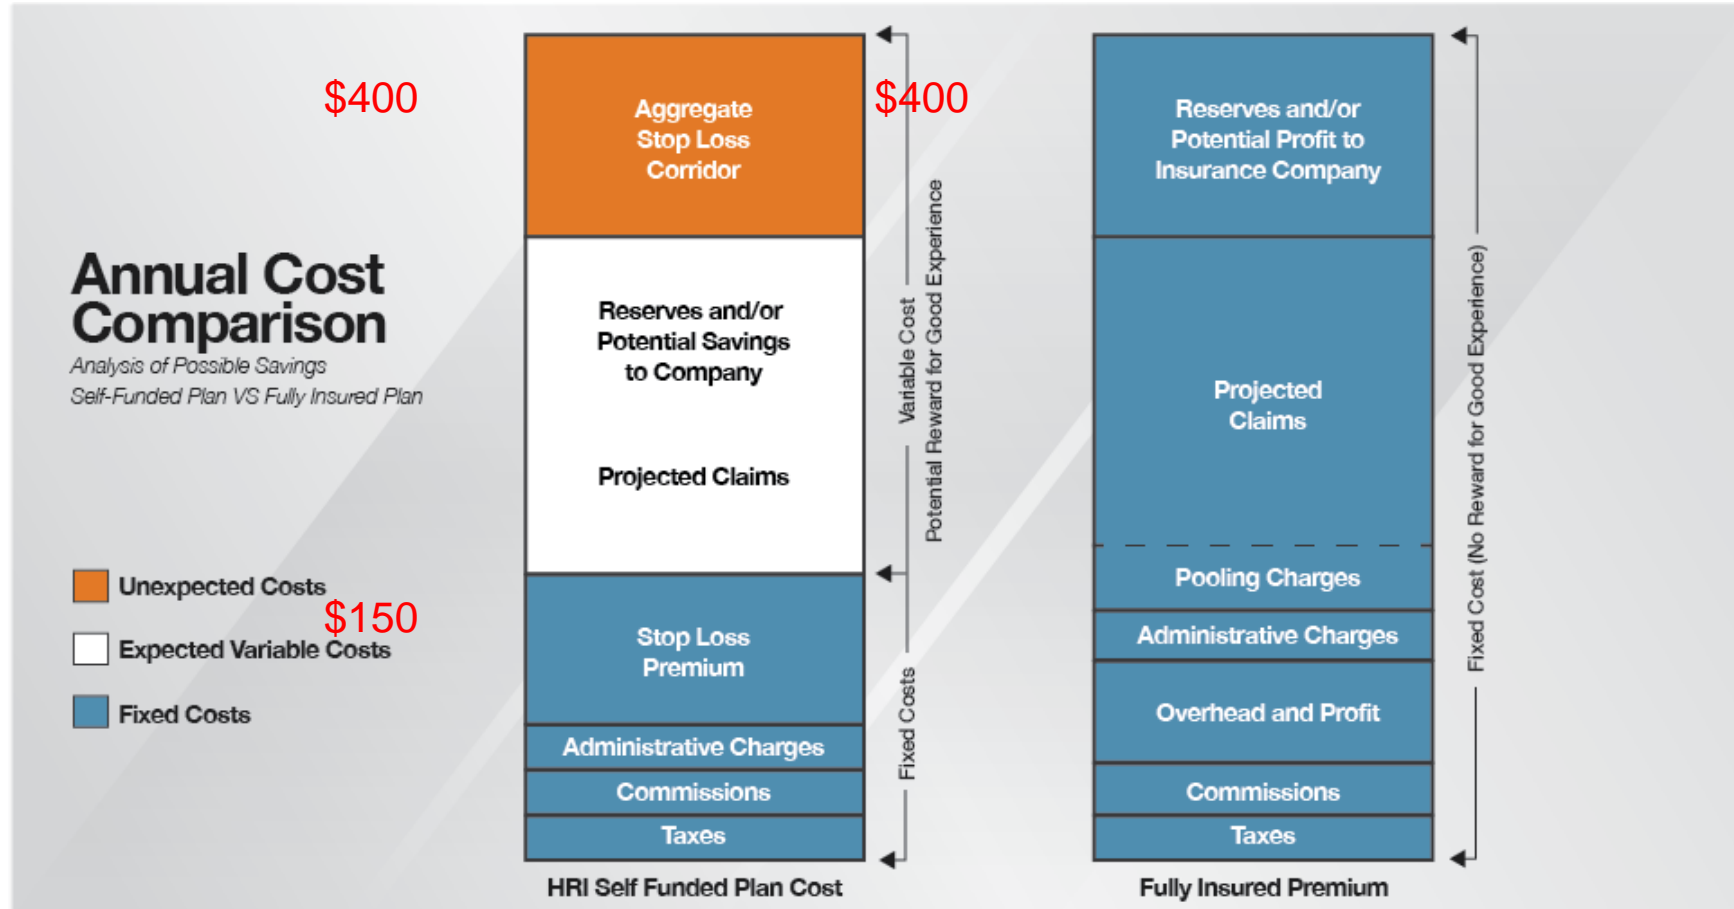 $400
$400
$150
Annual Cost
Comparison
Analysis of Possible Savings
Self-Funded Plan VS Fully Insured Plan
Unexpected Costs
Expected Variable Costs
Fixed Costs
Aggregate
Stop Loss
Corridor
Reserves and/or
Potential Savings
to Company
Projected Claims
Stop Loss
Premium
Administrative Charges
Commissions
Taxes
HRI Self Funded Plan Cost
Variable Cost
Potential Reward for Good Experience
Fixed Costs
Reserves and/or
Potential Profit to
Insurance Company
Projected
Claims
Pooling Charges
Administrative Charges
Overhead and Profit
Commissions
Taxes
Fully Insured Premium
Fixed Cost (No Reward for Good Experience)